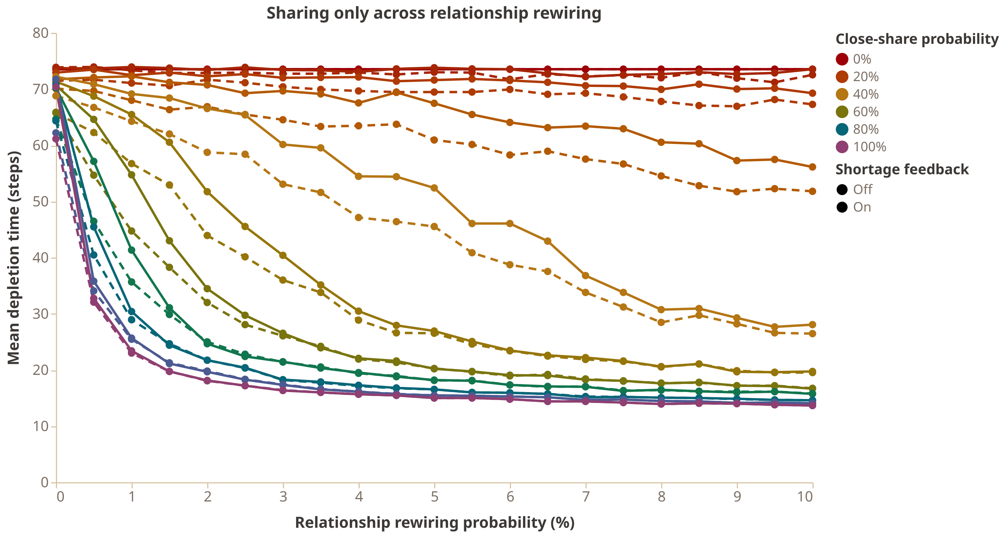 Sharing only across relationship rewiring
Mean depletion time (steps)
80
70
60
50
40
30
20
10
0
0 1 2 3 4 5 6 7 8 9 10
Relationship rewiring probability (%)
Close-share probability
0%
20%
40%
60%
80%
100%
Shortage feedback
Off
On